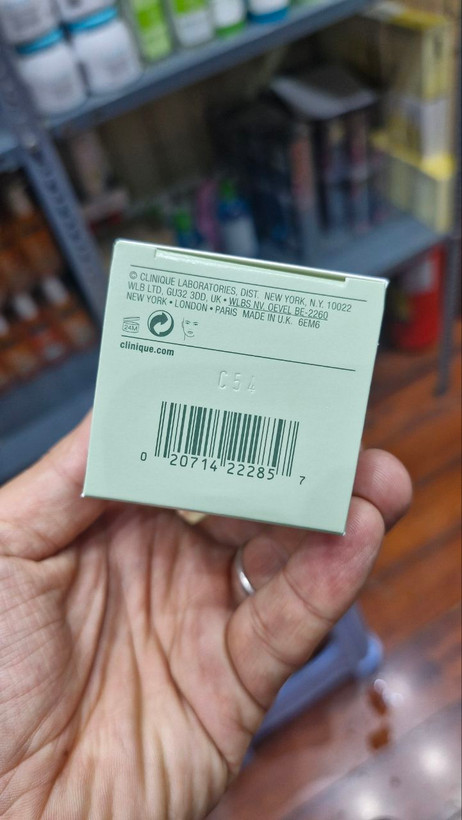 © CLINIQUE LABORATORIES, DIST. NEW YORK, N.Y. 10022
WLB LTD, GU32 3DD, UK • WLBS NV, OEVEL BE-2260
NEW YORK • LONDON • PARIS MADE IN U.K. 6EM6
24M
clinique.com
C54
0 20714 22285 7